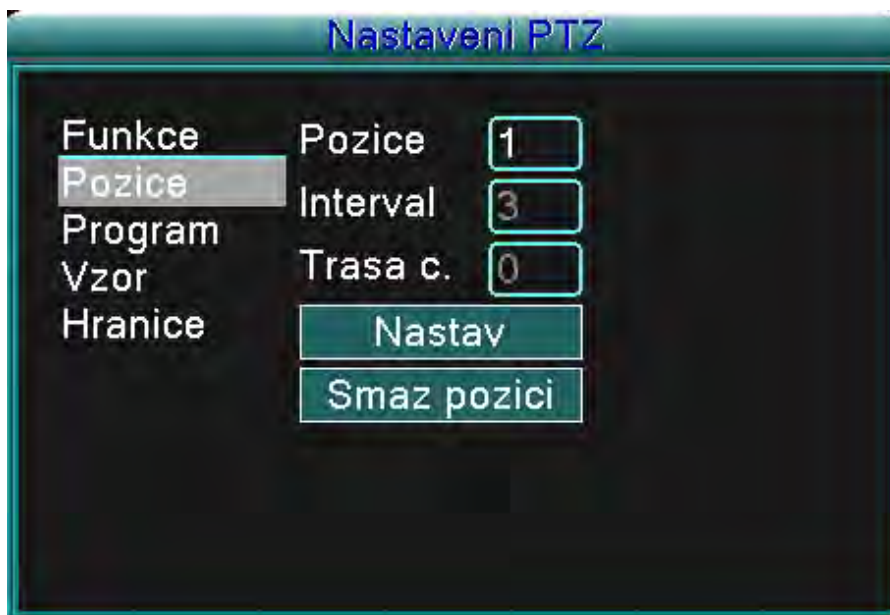 Nastaveni PTZ
Funkce
Pozice
Program
Vzor
Hranice
Pozice 1
Interval 3
Trasa c. 0
Nastav
Smaz pozici